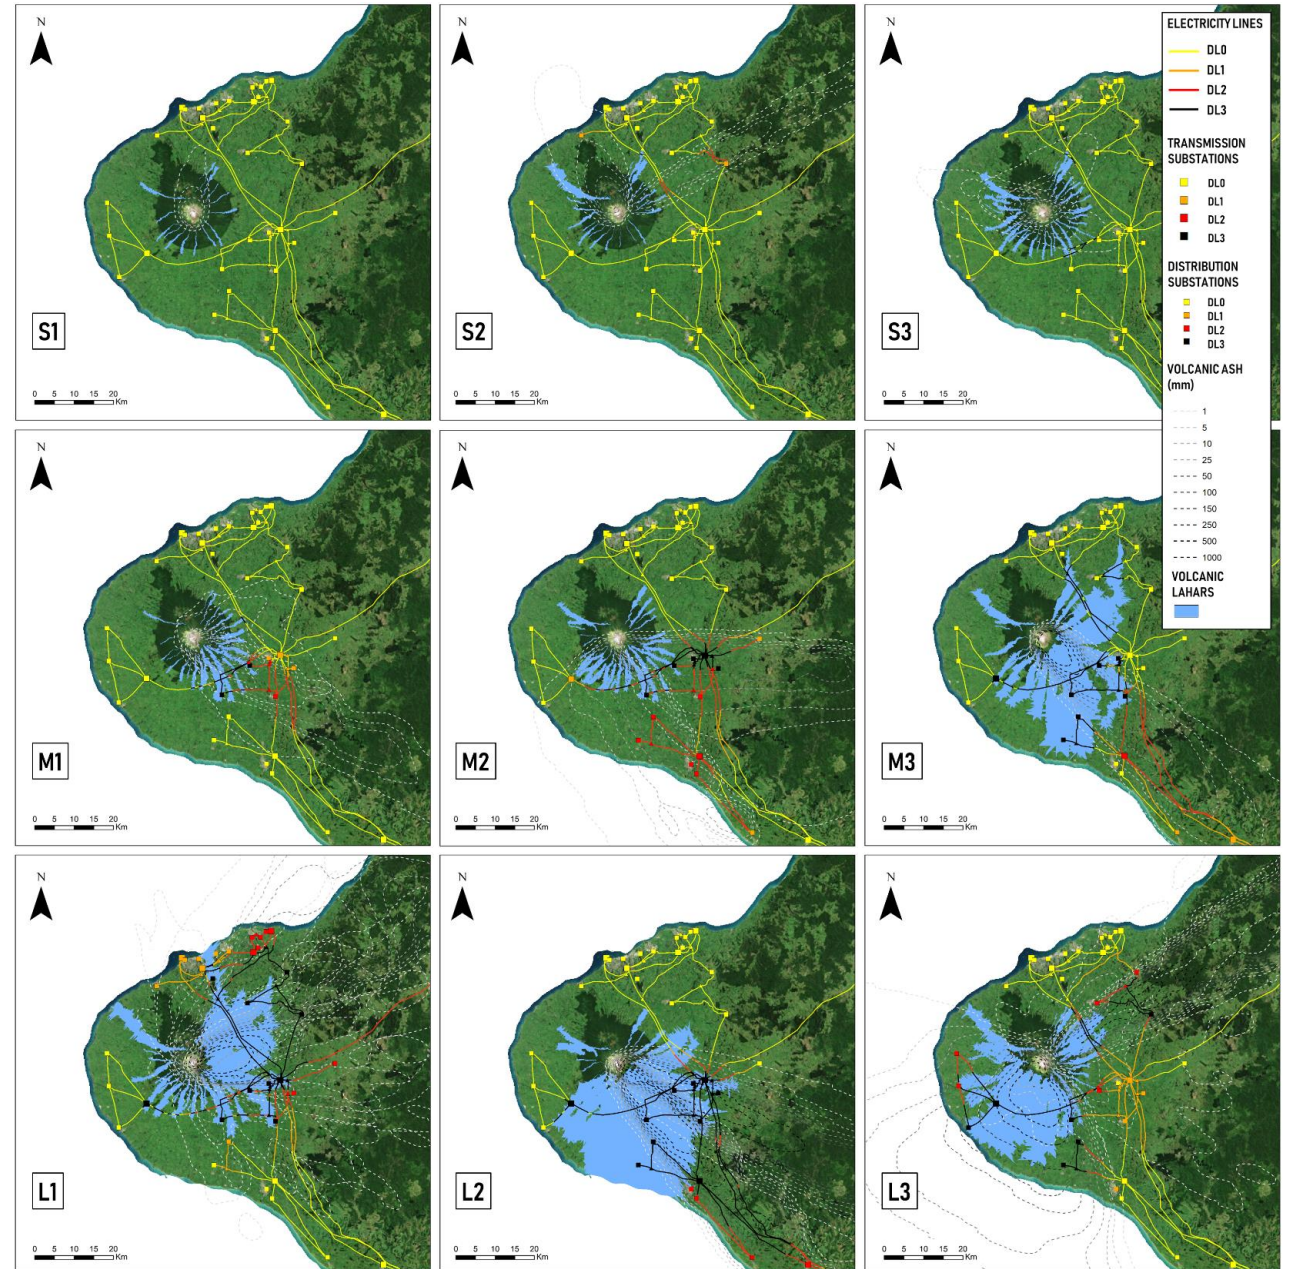 N
S1
0 5 10 15 20
Km
N
S2
0 5 10 15 20
Km
N
S3
0 5 10 15 20
Km
ELECTRICITY LINES
DL0
DL1
DL2
DL3
TRANSMISSION
SUBSTATIONS
DL0
DL1
DL2
DL3
DISTRIBUTION
SUBSTATIONS
DL0
DL1
DL2
DL3
VOLCANIC ASH
(mm)
1
5
10
25
50
100
150
250
500
1000
VOLCANIC
LAHARS
N
M1
0 5 10 15 20
Km
N
M2
0 5 10 15 20
Km
N
M3
0 5 10 15 20
Km
N
L1
0 5 10 15 20
Km
N
L2
0 5 10 15 20
Km
N
L3
0 5 10 15 20
Km